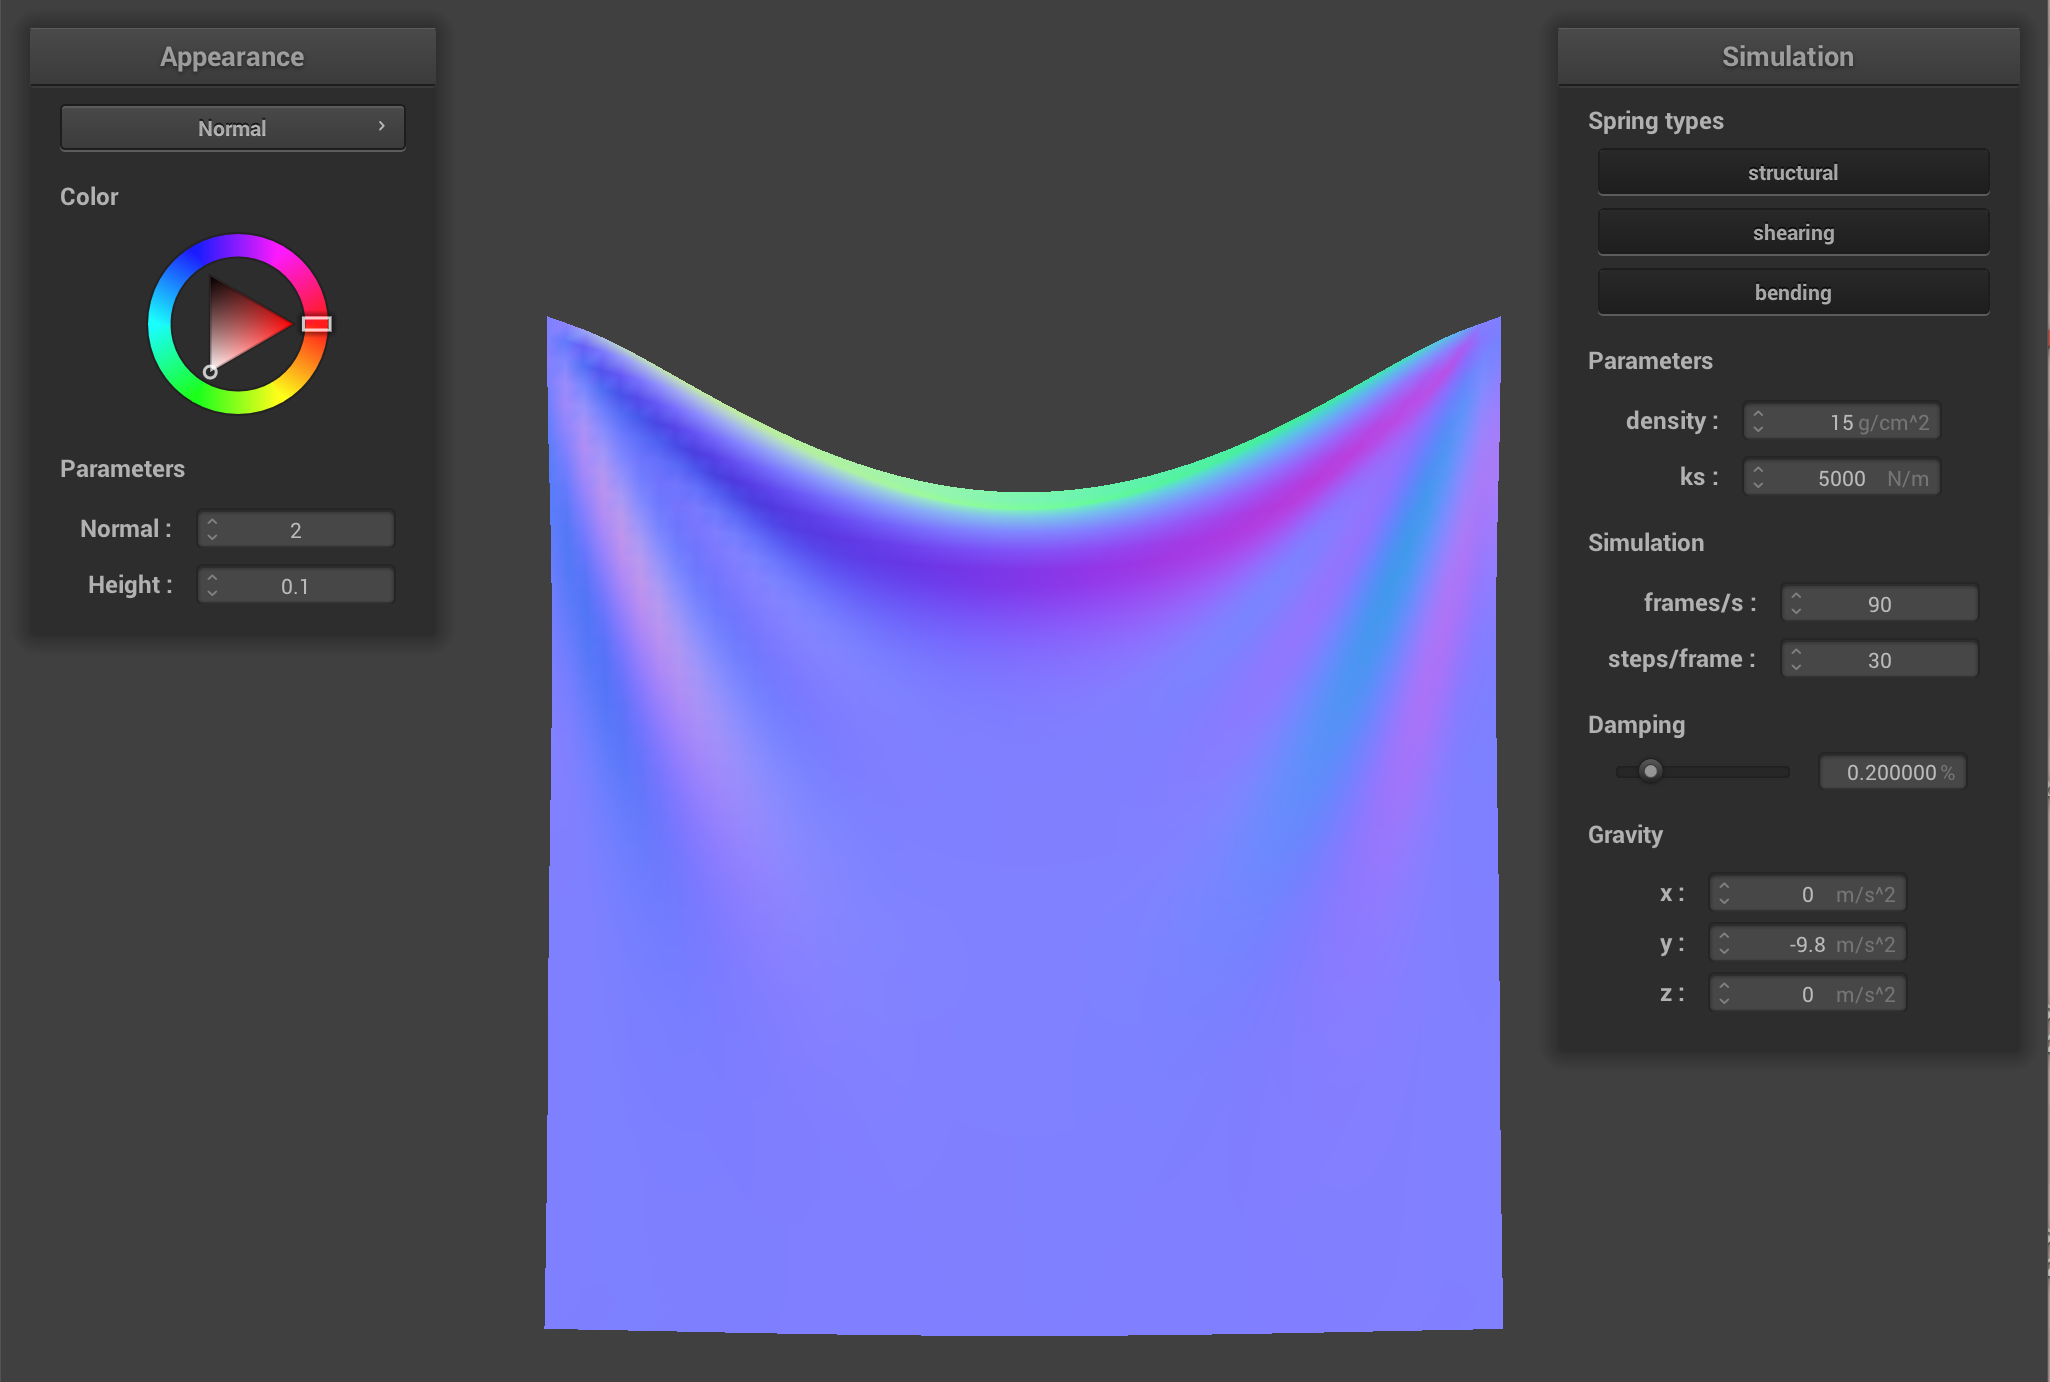 Appearance
Normal
Color
Parameters
Normal : 2
Height : 0.1
Simulation
Spring types
structural
shearing
bending
Parameters
density : 15 g/cm^2
ks : 5000 N/m
Simulation
frames/s : 90
steps/frame : 30
Damping
0.200000 %
Gravity
x : 0 m/s^2
y : -9.8 m/s^2
z : 0 m/s^2